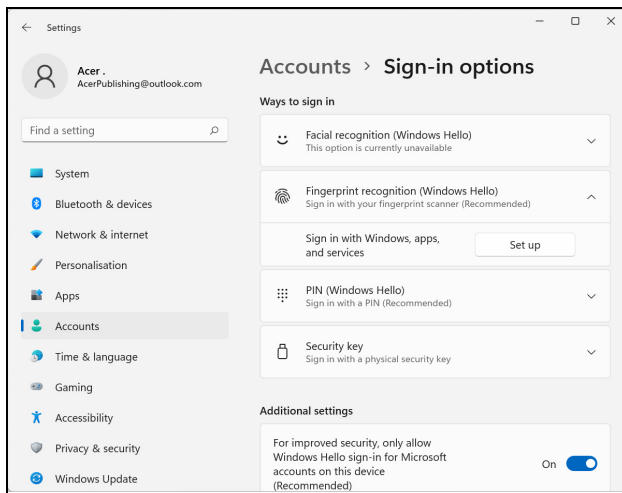 Settings
Acer .
AcerPublishing@outlook.com
Find a setting
System
Bluetooth & devices
Network & internet
Personalisation
Apps
Accounts
Time & language
Gaming
Accessibility
Privacy & security
Windows Update
Accounts > Sign-in options
Ways to sign in
Facial recognition (Windows Hello)
This option is currently unavailable
Fingerprint recognition (Windows Hello)
Sign in with your fingerprint scanner (Recommended)
Sign in with Windows, apps,
and services
Set up
PIN (Windows Hello)
Sign in with a PIN (Recommended)
Security key
Sign in with a physical security key
Additional settings
For improved security, only allow
Windows Hello sign-in for Microsoft
accounts on this device
(Recommended)
On